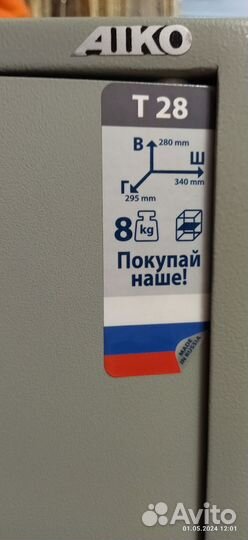 AIKO
T 28
В
280 mm
Ш
340 mm
Г
295 mm
8 kg
Покупай
наше!
MADE
IN RUSSIA
Avito
01.05.2024 12:01